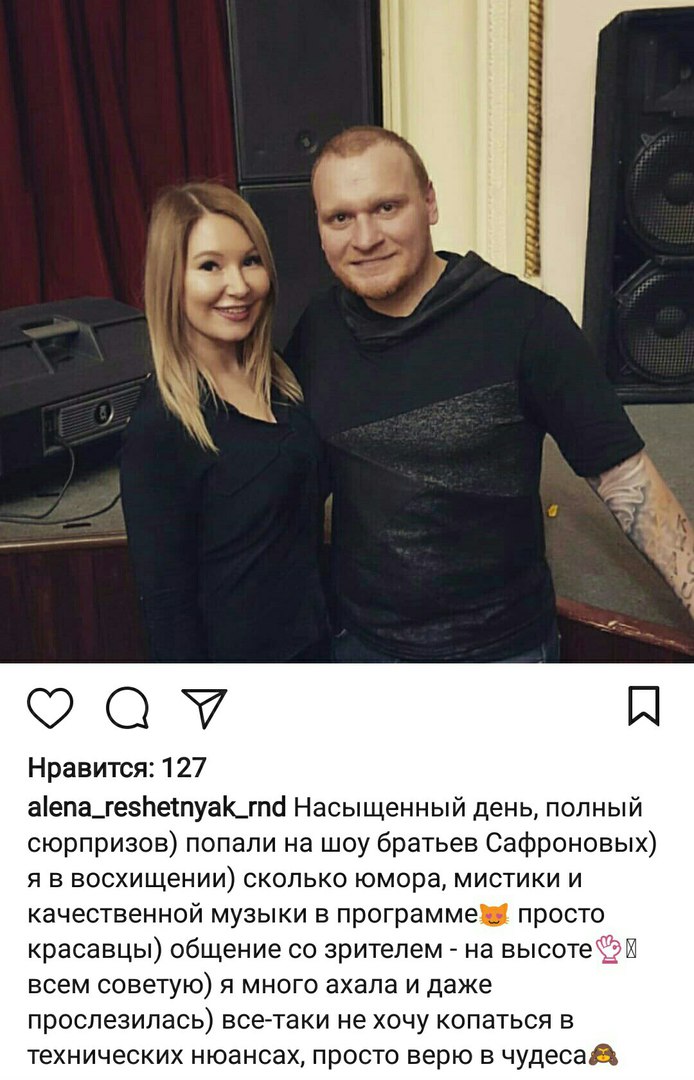 Нравится: 127
alena_reshetnyak_rnd Насыщенный день, полный
сюрпризов) попали на шоу братьев Сафроновых)
я в восхищении) сколько юмора, мистики и
качественной музыки в программе😻 просто
красавцы) общение со зрителем - на высоте👌
всем советую) я много ахала и даже
прослезилась) все-таки не хочу копаться в
технических нюансах, просто верю в чудеса🙈